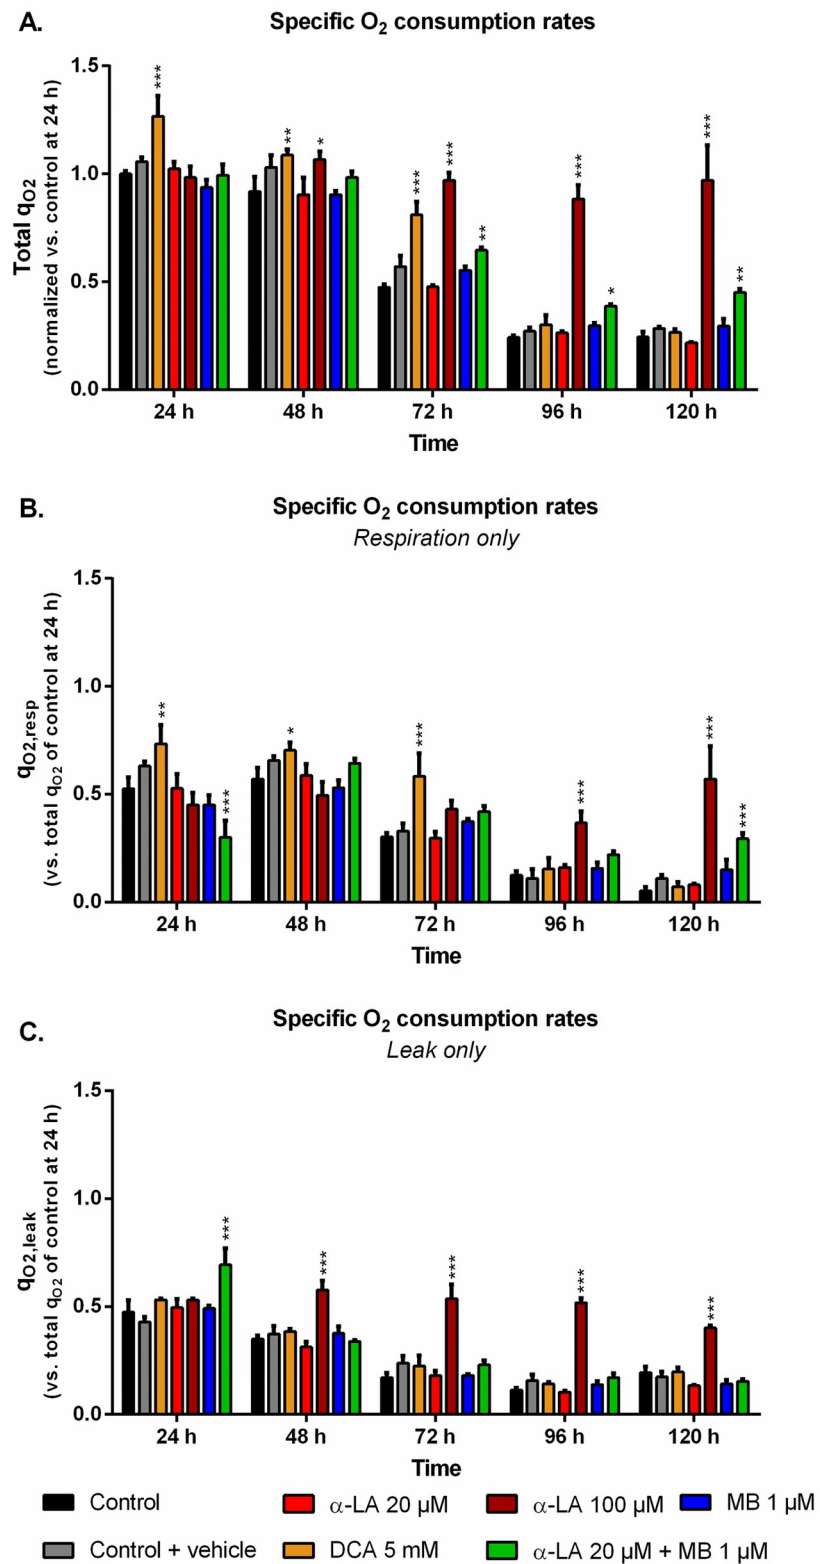 A.
Specific O₂ consumption rates
Total qO2
(normalized vs. control at 24 h)
1.5
1.0
0.5
0.0
***
**
*
***
***
**
***
*
***
**
24 h 48 h 72 h 96 h 120 h
Time
B.
Specific O₂ consumption rates
Respiration only
qO2,resp
(vs. total qO2 of control at 24 h)
1.5
1.0
0.5
0.0
**
***
*
***
***
***
***
24 h 48 h 72 h 96 h 120 h
Time
C.
Specific O₂ consumption rates
Leak only
qO2,leak
(vs. total qO2 of control at 24 h)
1.5
1.0
0.5
0.0
***
***
***
***
***
24 h 48 h 72 h 96 h 120 h
Time
Control α-LA 20 µM α-LA 100 µM MB 1 µM
Control + vehicle DCA 5 mM α-LA 20 µM + MB 1 µM